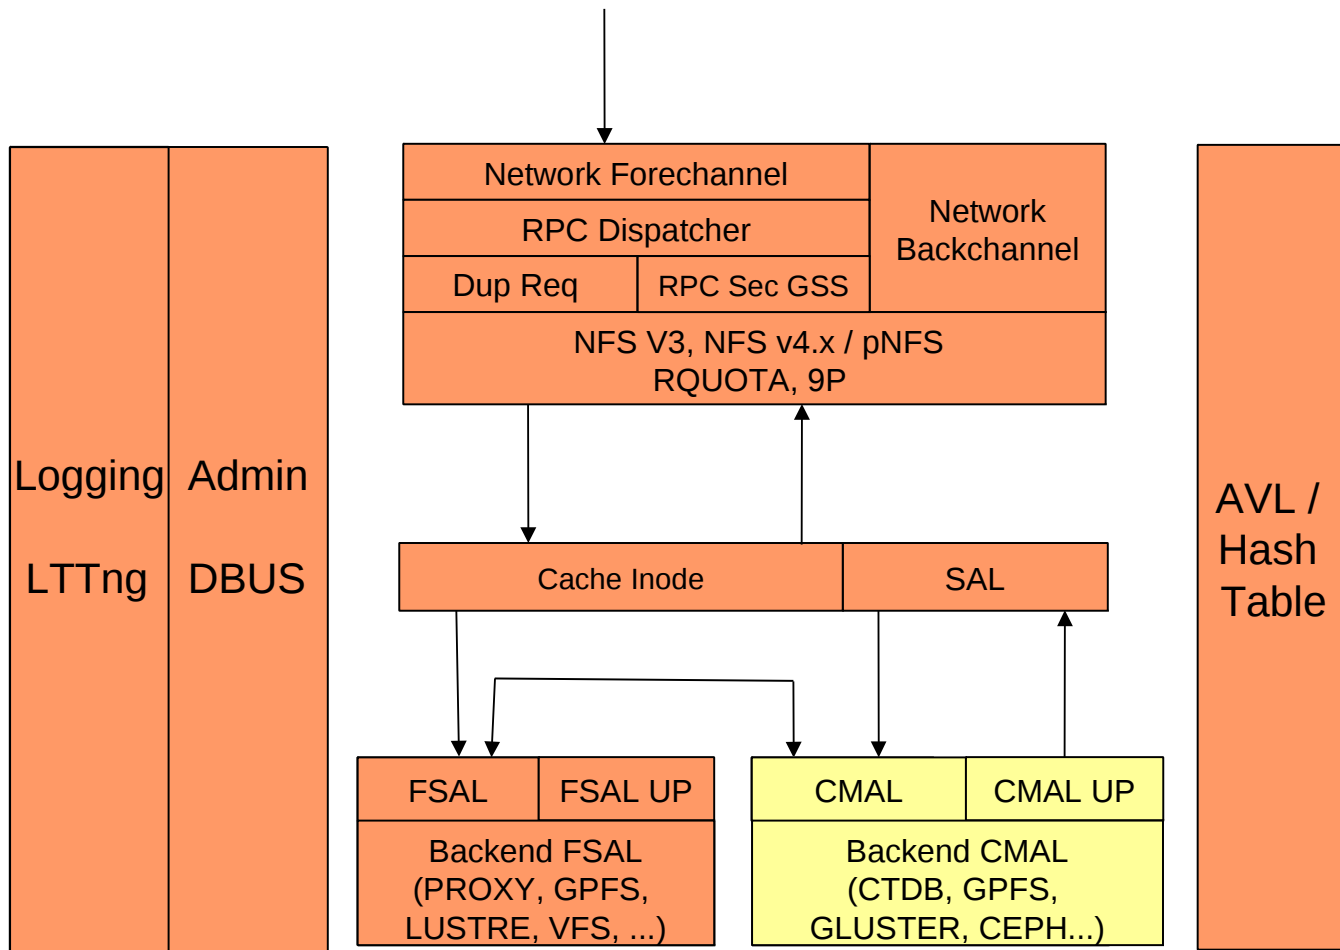 Network Forechannel
RPC Dispatcher
Dup Req
RPC Sec GSS
Network
Backchannel
NFS V3, NFS v4.x / pNFS
RQUOTA, 9P
Logging
LTTng
Admin
DBUS
AVL /
Hash
Table
Cache Inode
SAL
FSAL
FSAL UP
Backend FSAL
(PROXY, GPFS,
LUSTRE, VFS, ...)
CMAL
CMAL UP
Backend CMAL
(CTDB, GPFS,
GLUSTER, CEPH...)